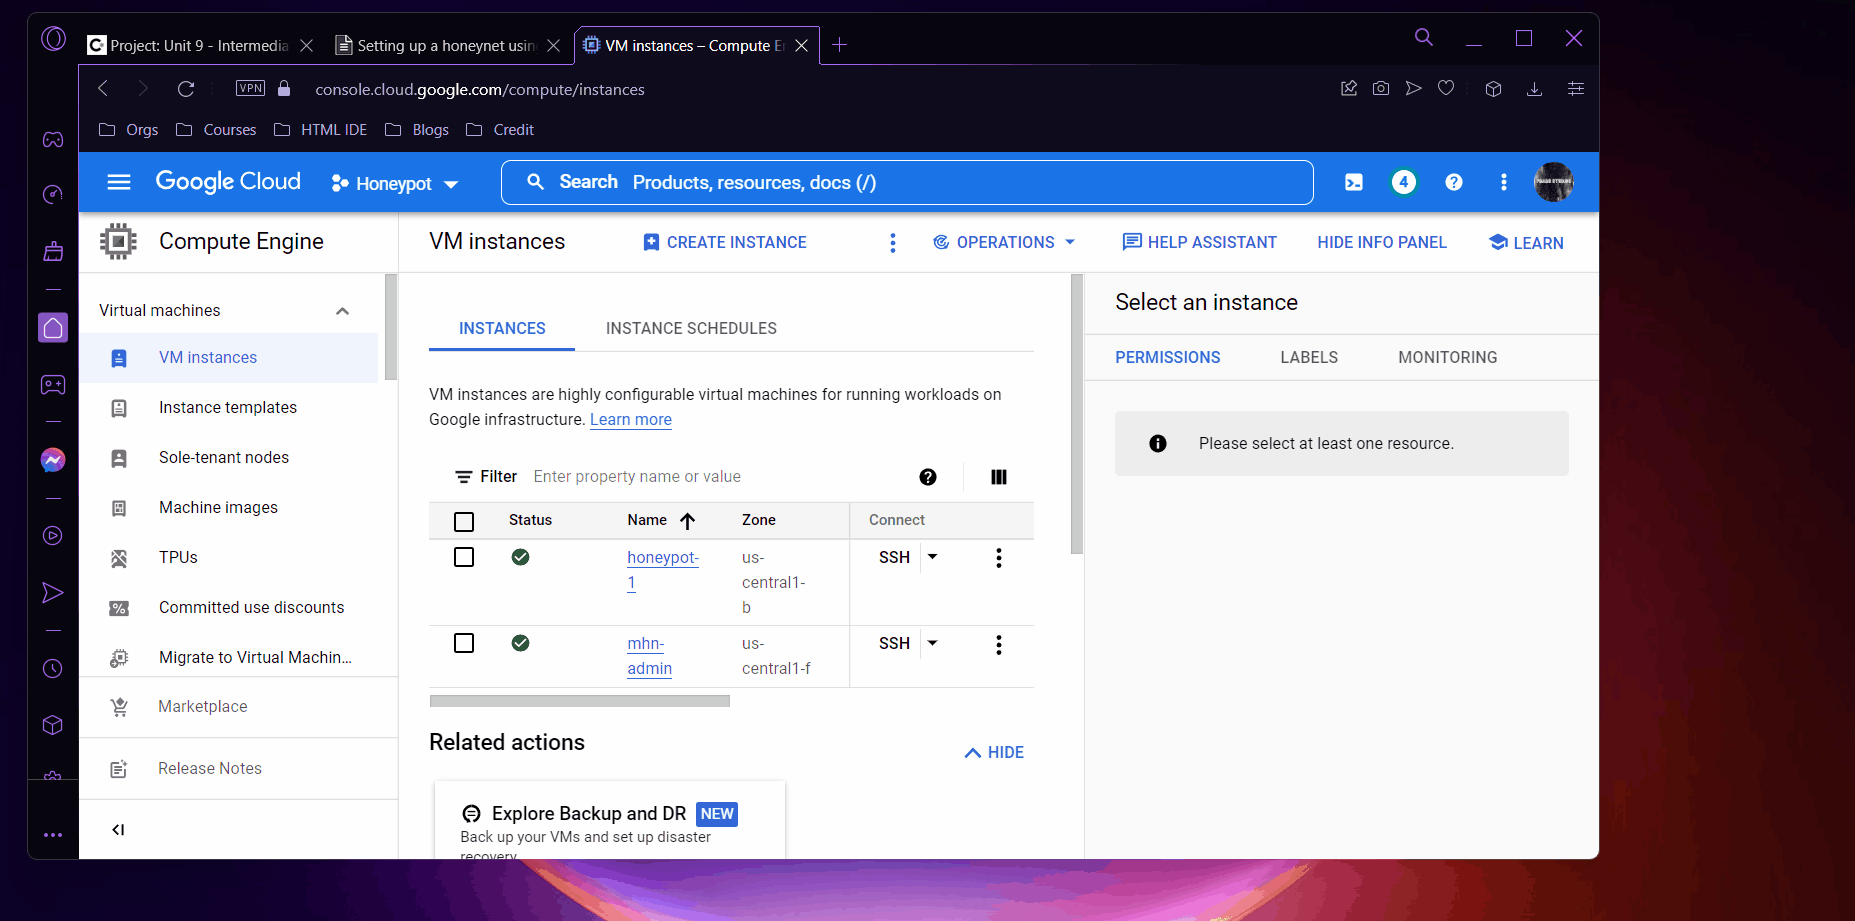 Project: Unit 9 - Intermedia
Setting up a honeynet usin
VM instances – Compute E
VPN
console.cloud.google.com/compute/instances
Orgs
Courses
HTML IDE
Blogs
Credit
Google Cloud
Honeypot
Search Products, resources, docs (/)
4
Compute Engine
VM instances
CREATE INSTANCE
OPERATIONS
HELP ASSISTANT
HIDE INFO PANEL
LEARN
Virtual machines
VM instances
Instance templates
Sole-tenant nodes
Machine images
TPUs
Committed use discounts
Migrate to Virtual Machin...
Marketplace
Release Notes
INSTANCES
INSTANCE SCHEDULES
VM instances are highly configurable virtual machines for running workloads on
Google infrastructure. Learn more
Filter Enter property name or value
Status Name Zone Connect
honeypot-
1
us-
central1-
b
SSH
mhn-
admin
us-
central1-f
SSH
Related actions
HIDE
Explore Backup and DR NEW
Back up your VMs and set up disaster
recovery
Select an instance
PERMISSIONS
LABELS
MONITORING
Please select at least one resource.